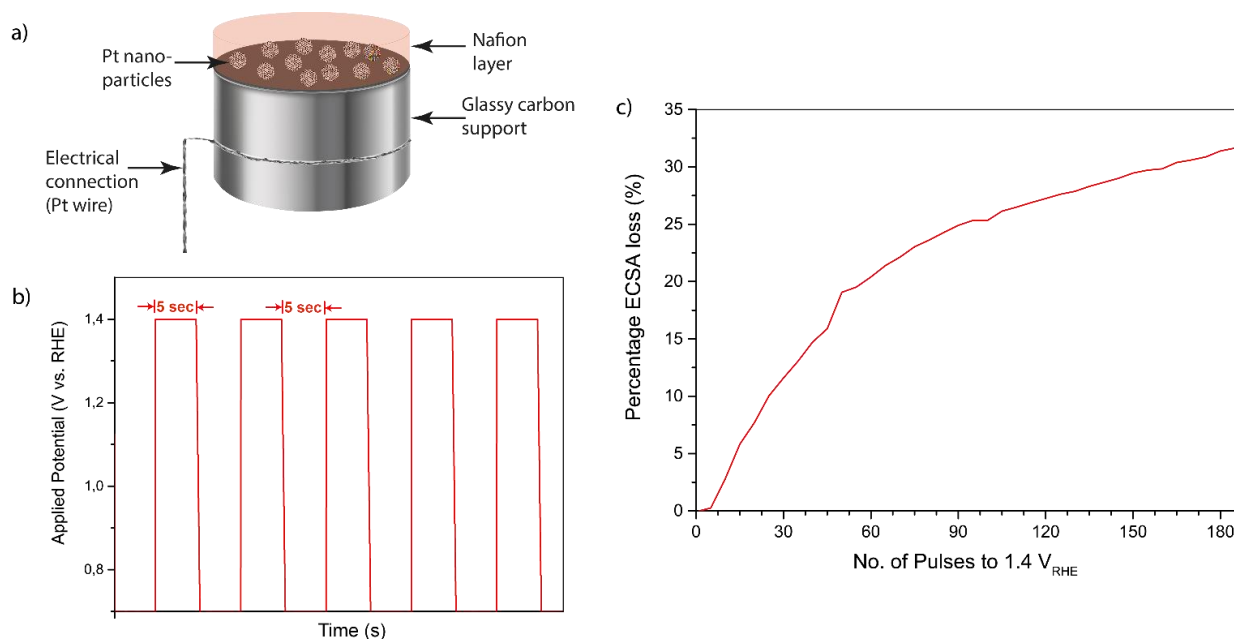 a)
Pt nano-
particles
Nafion
layer
Glassy carbon
support
Electrical
connection
(Pt wire)
b)
5 sec
5 sec
1,4
1,2
1,0
0,8
Applied Potential (V vs. RHE)
Time (s)
c)
35
30
25
20
15
10
5
0
Percentage ECSA loss (%)
0 30 60 90 120 150 180
No. of Pulses to 1.4 V_RHE